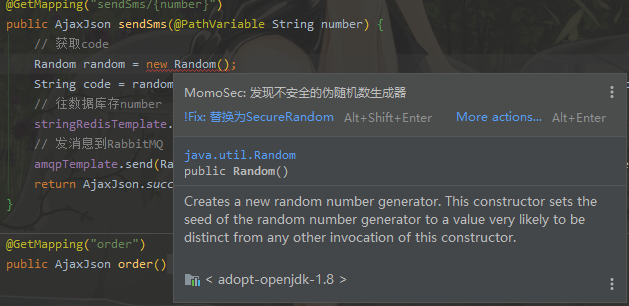 @GetMapping("sendSms/{number}")
public AjaxJson sendSms(@PathVariable String number) {
// 获取code
Random random = new Random();
String code = random
// 往数据库存number
stringRedisTemplate.
// 发消息到RabbitMQ
amqpTemplate.send(Ra
return AjaxJson.succ
}
@GetMapping("order")
public AjaxJson order()
MomoSec: 发现不安全的伪随机数生成器
!Fix: 替换为SecureRandom Alt+Shift+Enter More actions... Alt+Enter
java.util.Random
public Random()
Creates a new random number generator. This constructor sets the
seed of the random number generator to a value very likely to be
distinct from any other invocation of this constructor.
< adopt-openjdk-1.8 >